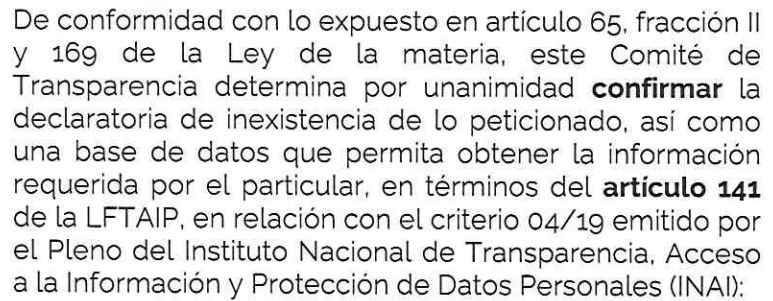 De conformidad con lo expuesto en artículo 65, fracción II
y 169 de la Ley de la materia, este Comité de
Transparencia determina por unanimidad confirmar la
declaratoria de inexistencia de lo peticionado, así como
una base de datos que permita obtener la información
requerida por el particular, en términos del artículo 141
de la LFTAIP, en relación con el criterio 04/19 emitido por
el Pleno del Instituto Nacional de Transparencia, Acceso
a la Información y Protección de Datos Personales (INAI):